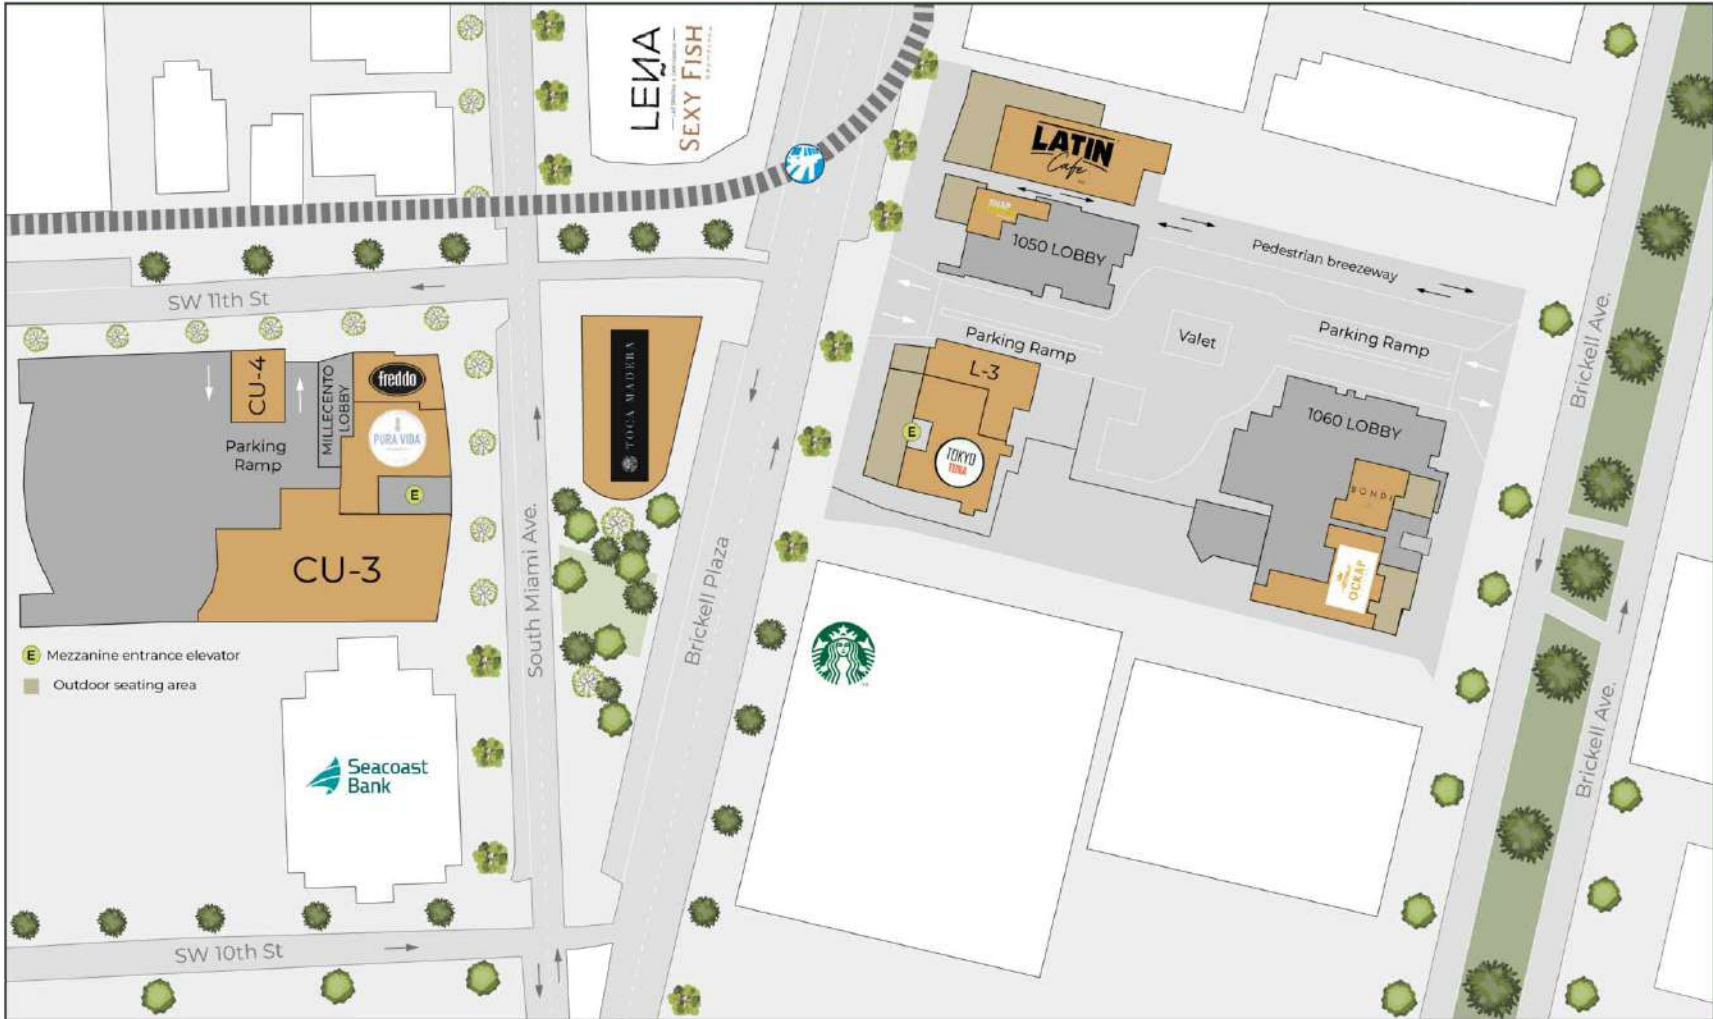 LEÑA
SEXY FISH
LATIN
Cafe
1050 LOBBY
Pedestrian breezeway
SW 11th St
Parking Ramp
Valet
Parking Ramp
Brickell Ave.
TOCA MADERA
L-3
freddo
CU-4
MILLECENTO
LOBBY
PURA VIDA
Parking
Ramp
E
TOKYO
TUNA
E
1060 LOBBY
BONDI
OCKAP
CU-3
South Miami Ave.
Brickell Plaza
E Mezzanine entrance elevator
Outdoor seating area
Seacoast
Bank
Brickell Ave.
SW 10th St